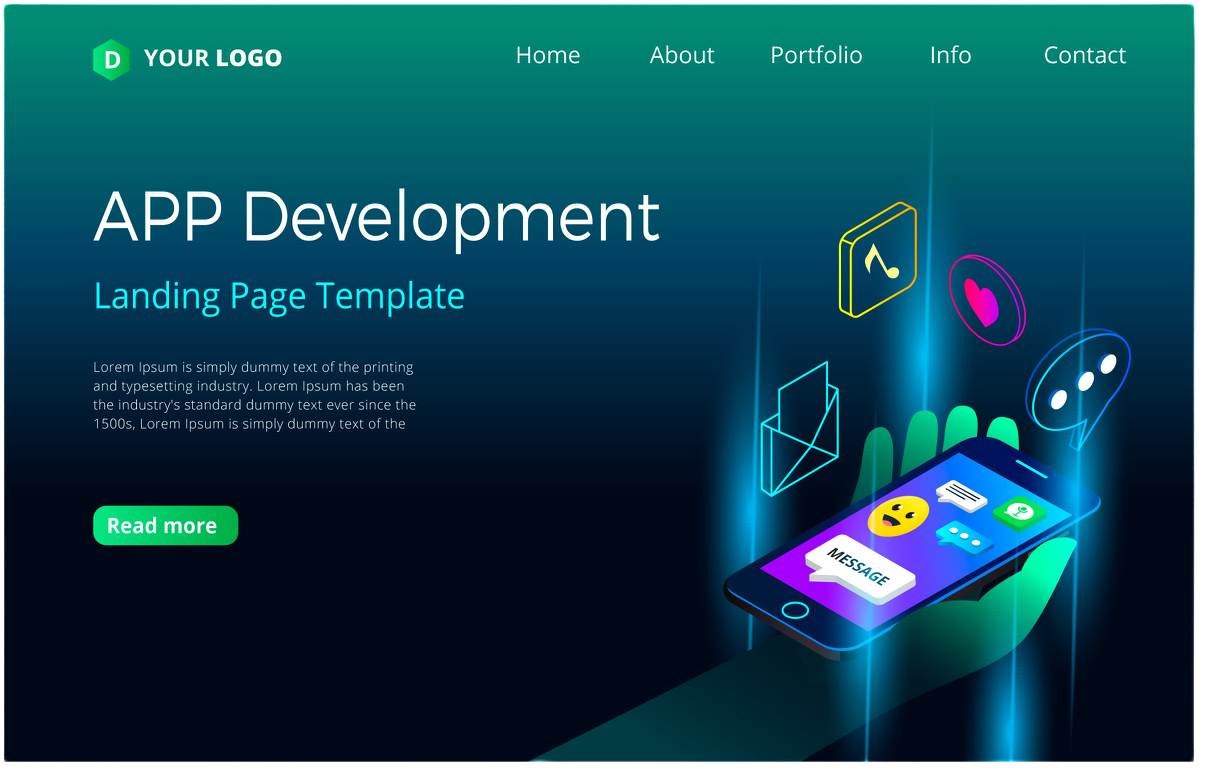 D YOUR LOGO
Home About Portfolio Info Contact
APP Development
Landing Page Template
Lorem Ipsum is simply dummy text of the printing
and typesetting industry. Lorem Ipsum has been
the industry's standard dummy text ever since the
1500s, Lorem Ipsum is simply dummy text of the
Read more
MESSAGE